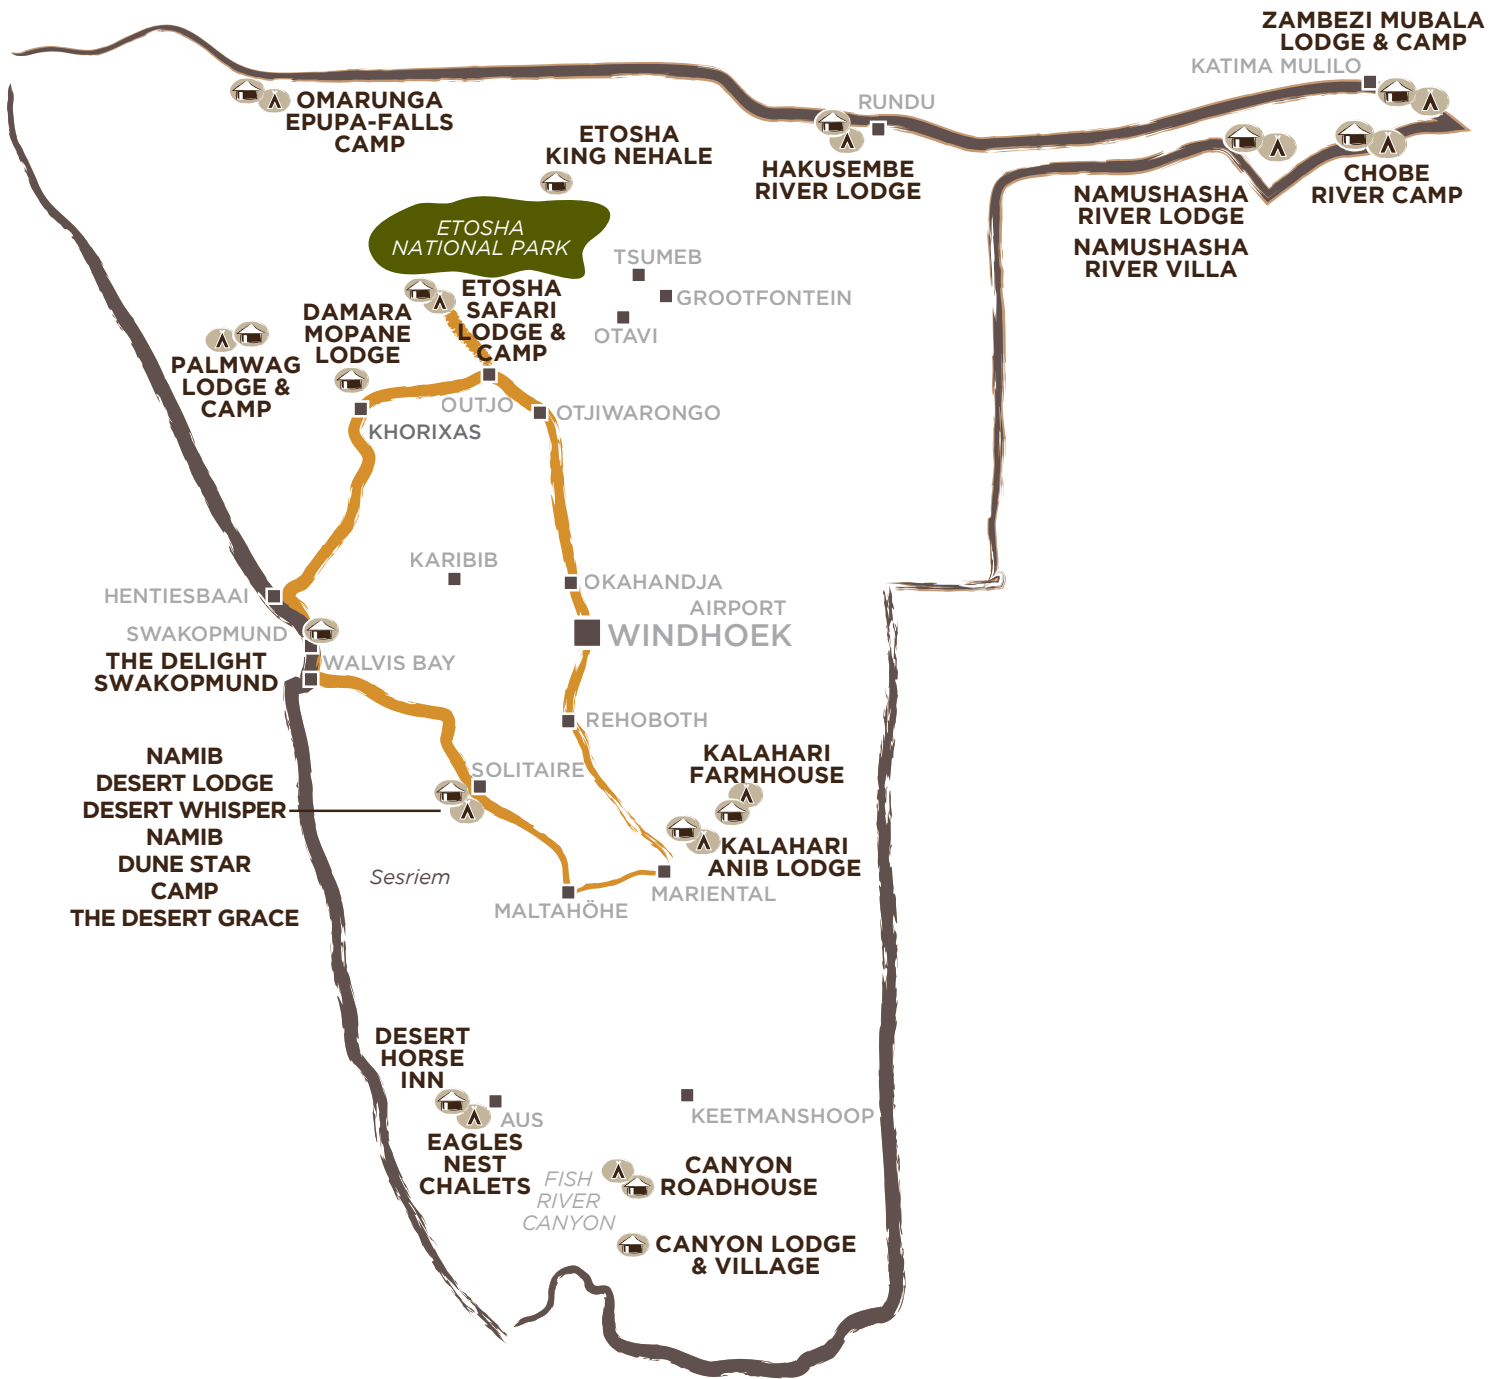 ZAMBEZI MUBALA
LODGE & CAMP
KATIMA MULILO
OMARUNGA
EPUPA-FALLS
CAMP
RUNDU
ETOSHA
KING NEHALE
HAKUSEMBE
RIVER LODGE
CHOBE
RIVER CAMP
NAMUSHASHA
RIVER LODGE
NAMUSHASHA
RIVER VILLA
ETOSHA
NATIONAL PARK
TSUMEB
GROOTFONTEIN
OTAVI
ETOSHA
SAFARI
LODGE &
CAMP
DAMARA
MOPANE
LODGE
PALMWAG
LODGE &
CAMP
OUTJO
OTJIWARONGO
KHORIXAS
KARIBIB
OKAHANDJA
HENTIESBAAI
AIRPORT
WINDHOEK
SWAKOPMUND
THE DELIGHT
SWAKOPMUND
WALVIS BAY
REHOBOTH
NAMIB
DESERT LODGE
DESERT WHISPER
NAMIB
DUNE STAR
CAMP
THE DESERT GRACE
SOLITAIRE
KALAHARI
FARMHOUSE
KALAHARI
ANIB LODGE
Sesriem
MARIENTAL
MALTAHÖHE
DESERT
HORSE
INN
AUS
EAGLES
NEST
CHALETS
KEETMANSHOOP
FISH
RIVER
CANYON
CANYON
ROADHOUSE
CANYON LODGE
& VILLAGE